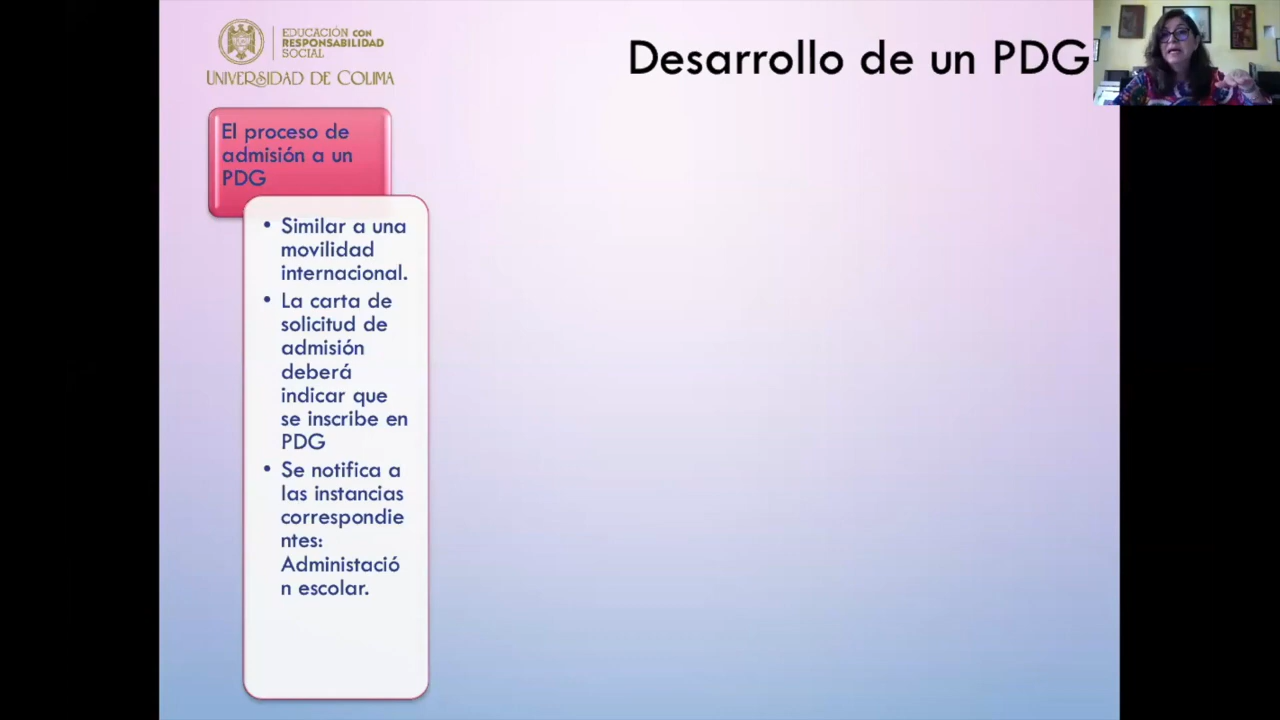 EDUCACIÓN CON
RESPONSABILIDAD
SOCIAL
UNIVERSIDAD DE COLIMA
Desarrollo de un PDG
El proceso de
admisión a un
PDG
• Similar a una
movilidad
internacional.
• La carta de
solicitud de
admisión
deberá
indicar que
se inscribe en
PDG
• Se notifica a
las instancias
correspondie
ntes:
Administació
n escolar.